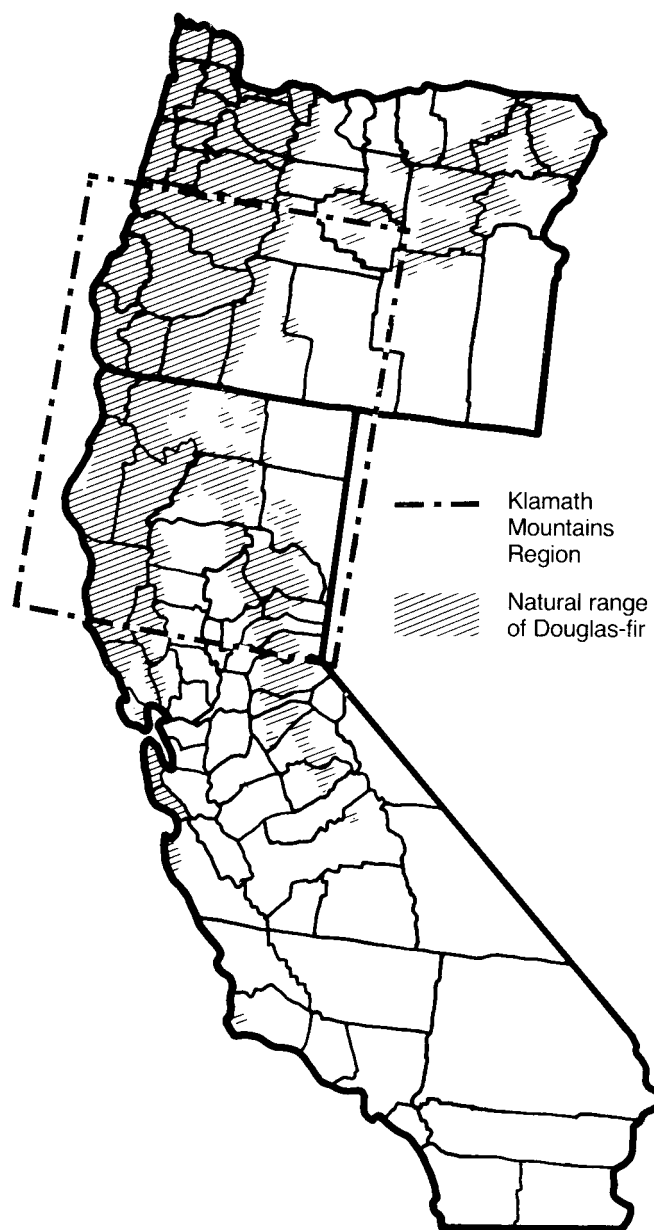 Klamath
Mountains
Region
Natural range
of Douglas-fir